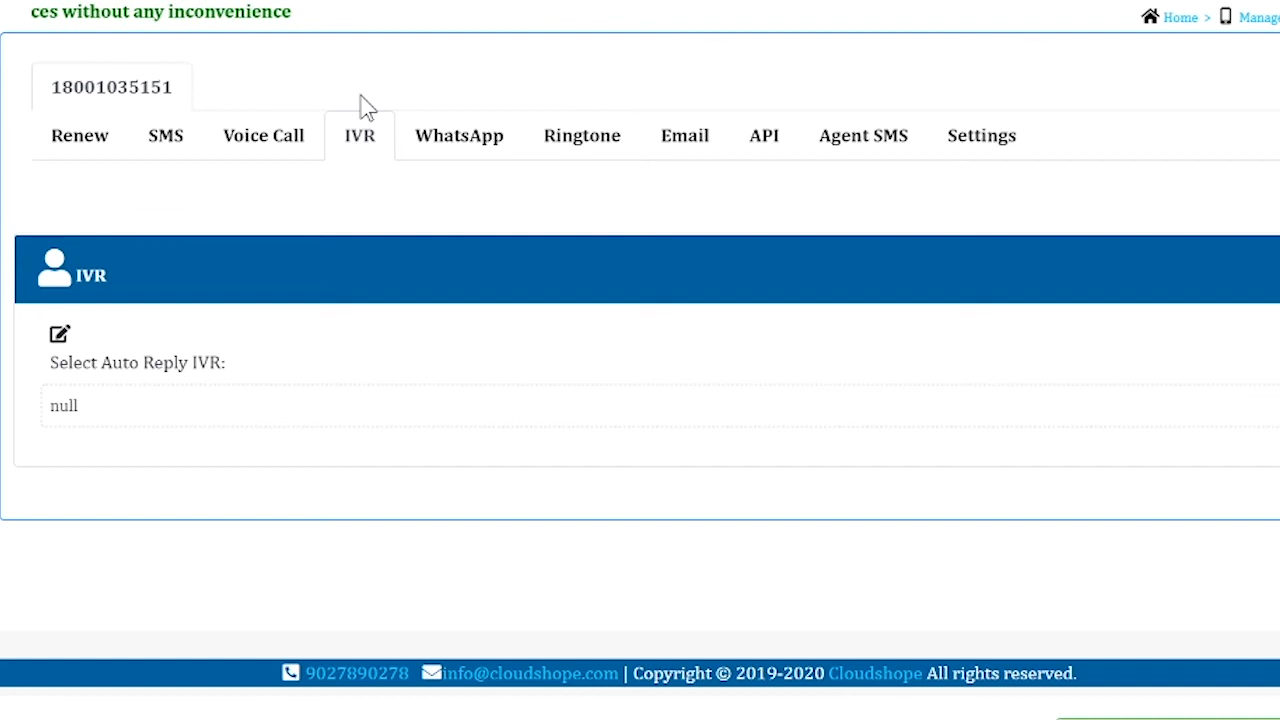 ces without any inconvenience
Home > Manage
18001035151
Renew SMS Voice Call IVR WhatsApp Ringtone Email API Agent SMS Settings
IVR
Select Auto Reply IVR:
null
9027890278 info@cloudshope.com | Copyright © 2019-2020 Cloudshope All rights reserved.